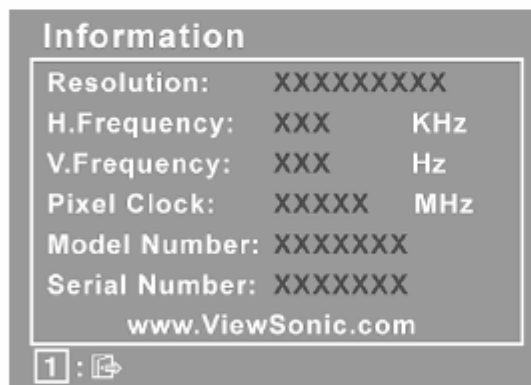 Information
Resolution: XXXXXXXXX
H.Frequency: XXX KHz
V.Frequency: XXX Hz
Pixel Clock: XXXXX MHz
Model Number: XXXXXXX
Serial Number: XXXXXXX
www.ViewSonic.com
1 :